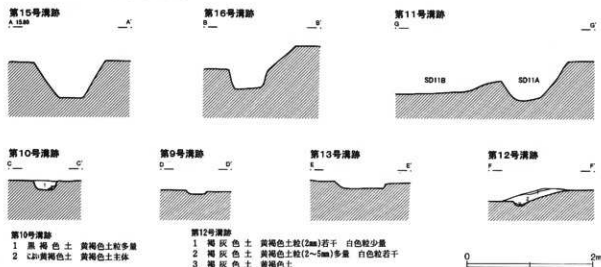 第15号溝跡
A 15.80 A'
第16号溝跡
B B'
第11号溝跡
G G'
SD11B SD11A
第10号溝跡
C C'
1
第9号溝跡
D D'
第13号溝跡
E E'
第12号溝跡
F F'
第10号溝跡
1 黒褐色土 黄褐色土粒多量
2 にぶい黄褐色土 黄褐色土主体
第12号溝跡
1 褐灰色土 黄褐色土粒(2mm)若干 白色粒少量
2 褐灰色土 黄褐色土粒(2〜5mm)多量 白色粒若干
3 褐灰色土 黄褐色土
0 2m